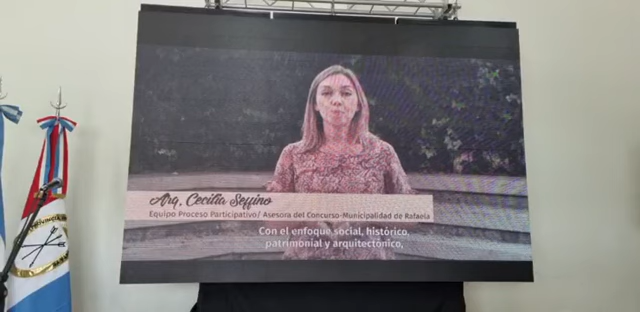 Arq. Cecilia Seffino
Equipo Proceso Participativo/ Asesora del Concurso-Municipalidad de Rafaela
Con el enfoque social, histórico,
patrimonial y arquitectónico,